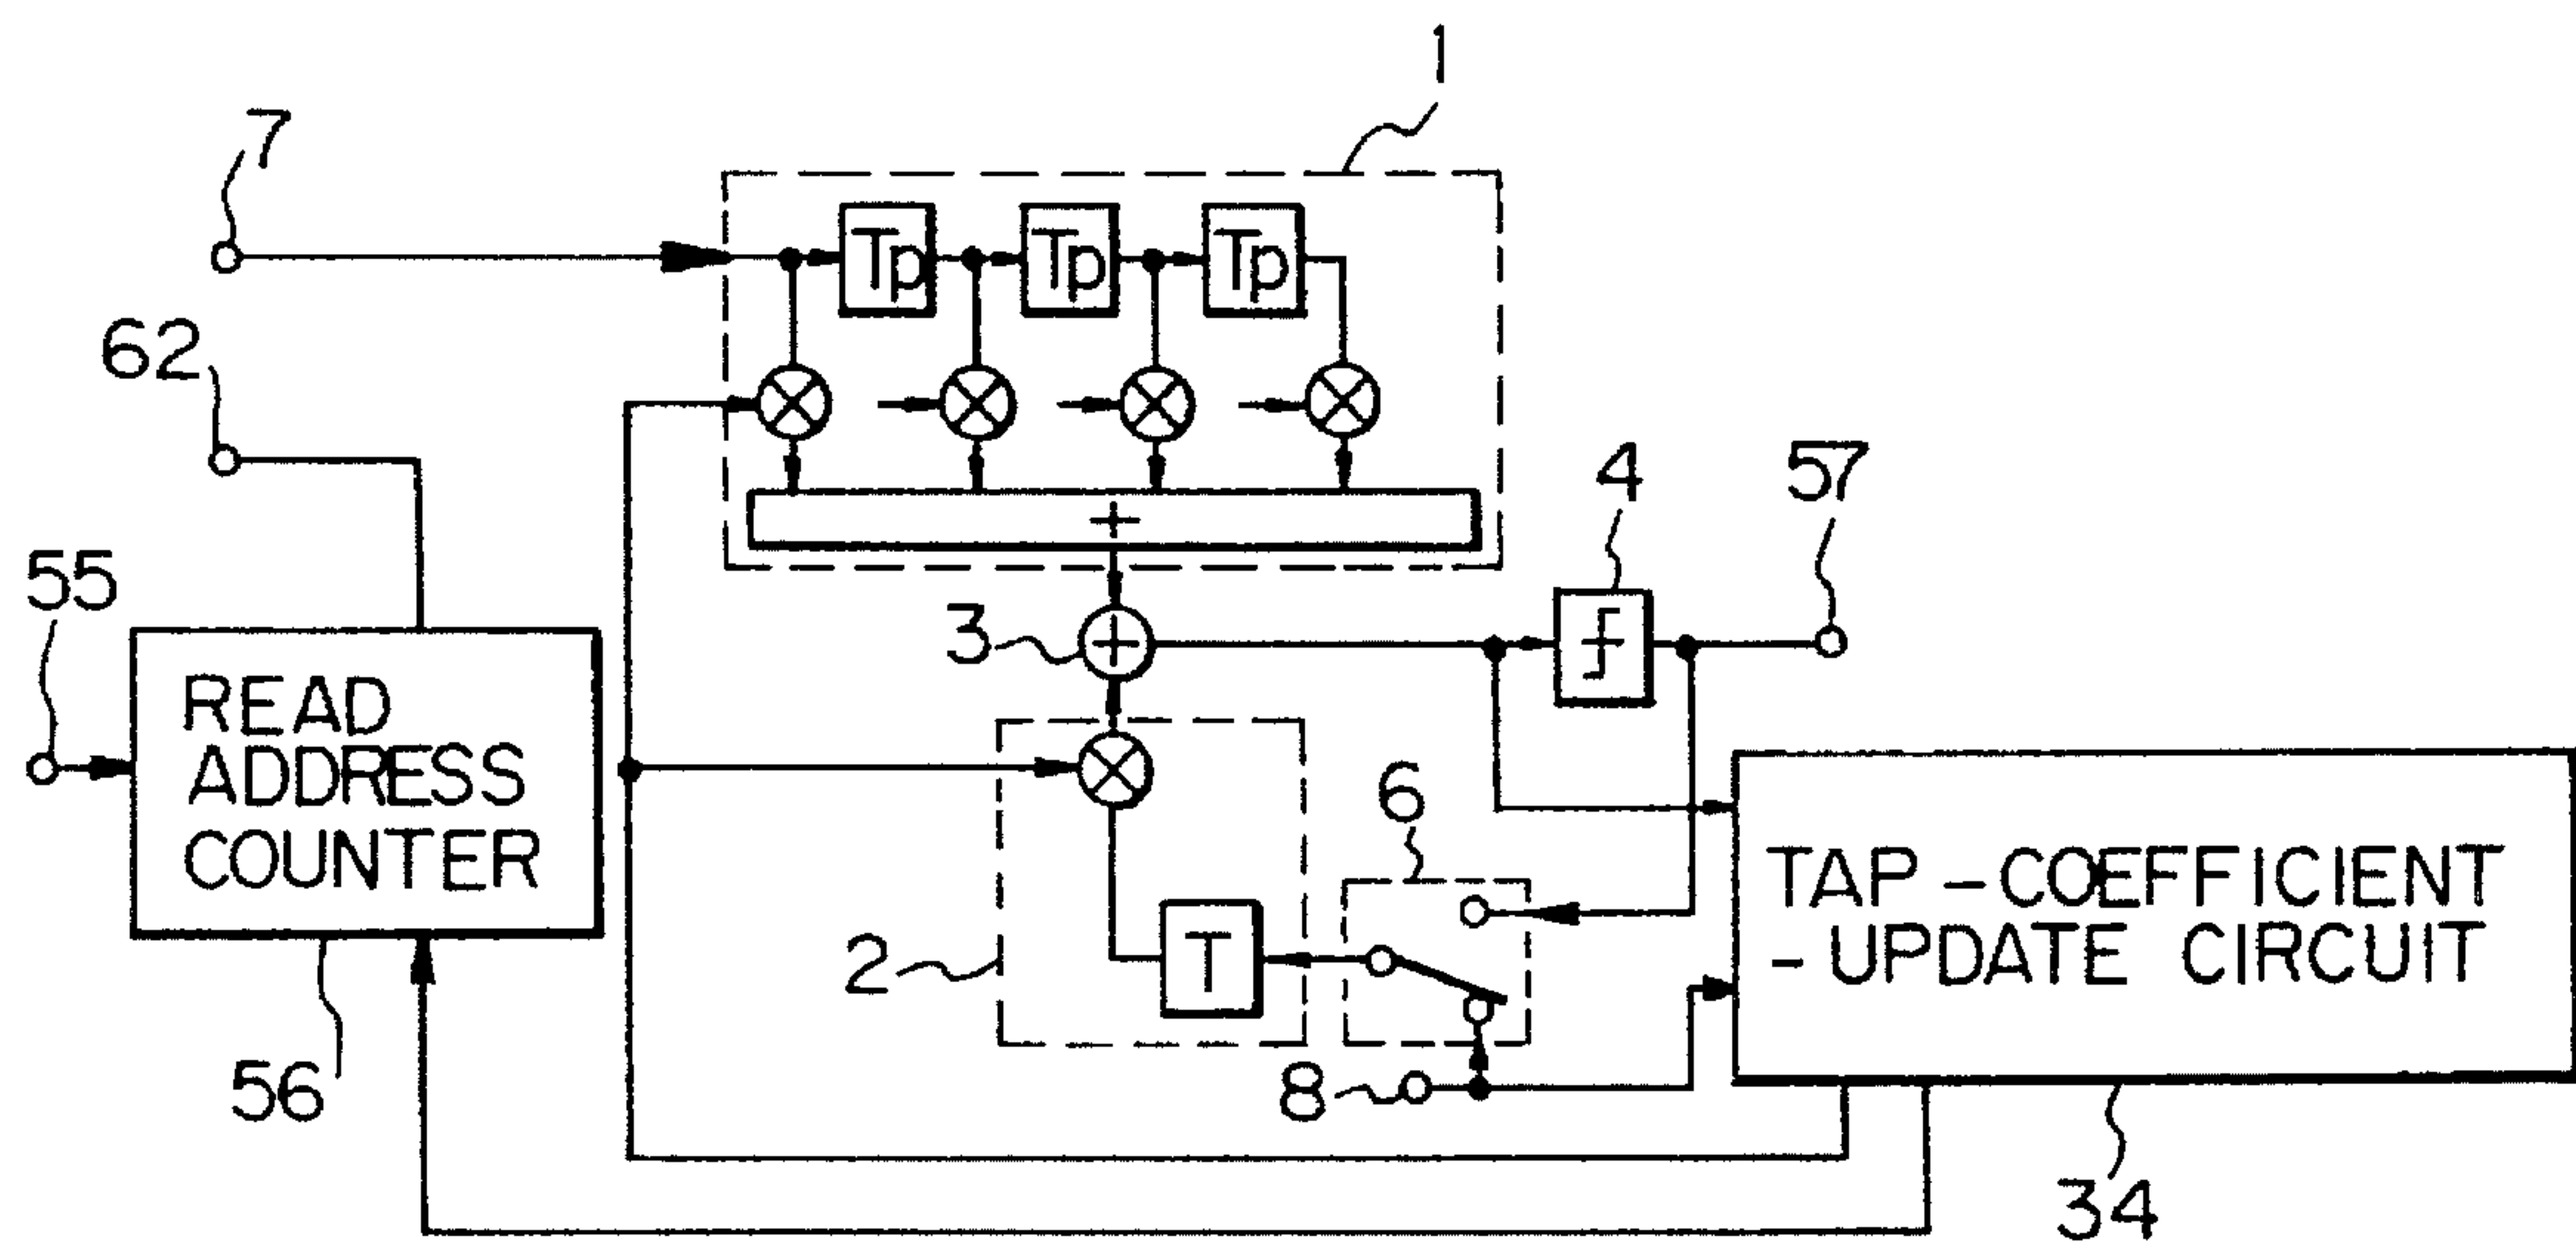 1
7
Tp Tp Tp
62
+
4
57
55
3
+
READ
ADDRESS
COUNTER
6
TAP - COEFFICIENT
- UPDATE CIRCUIT
2
T
56
8
34